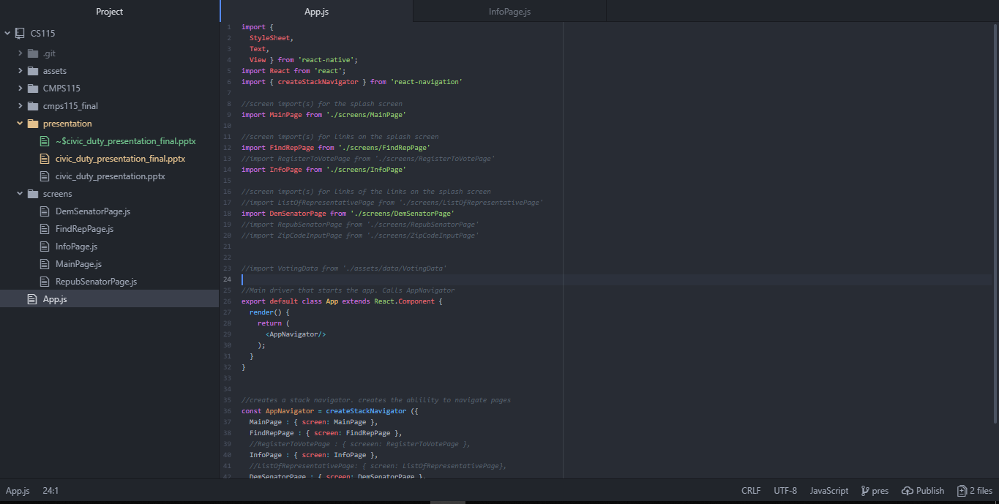 Project
CS115
.git
assets
CMPS115
cmps115_final
presentation
~$civic_duty_presentation_final.pptx
civic_duty_presentation_final.pptx
civic_duty_presentation.pptx
screens
DemSenatorPage.js
FindRepPage.js
InfoPage.js
MainPage.js
RepubSenatorPage.js
App.js
App.js InfoPage.js
1 import {
2 StyleSheet,
3 Text,
4 View } from 'react-native';
5 import React from 'react';
6 import { createStackNavigator } from 'react-navigation'
7
8 //screen import(s) for the splash screen
9 import MainPage from './screens/MainPage'
10
11 //screen import(s) for links on the splash screen
12 import FindRepPage from './screens/FindRepPage'
13 //import RegisterToVotePage from './screens/RegisterToVotePage'
14 import InfoPage from './screens/InfoPage'
15
16 //screen import(s) for links of the links on the splash screen
17 //import ListOfRepresentativePage from './screens/ListOfRepresentativePage'
18 import DemSenatorPage from './screens/DemSenatorPage'
19 //import RepubSenatorPage from './screens/RepubSenatorPage'
20 //import ZipCodeInputPage from './screens/ZipCodeInputPage'
21
22
23 //import VotingData from './assets/data/VotingData'
24
25 //Main driver that starts the app. Calls AppNavigator
26 export default class App extends React.Component {
27 render() {
28 return (
29 <AppNavigator/>
30 );
31 }
32 }
33
34
35 //creates a stack navigator. creates the ablility to navigate pages
36 const AppNavigator = createStackNavigator ({
37 MainPage : { screen: MainPage },
38 FindRepPage : { screen: FindRepPage },
39 //RegisterToVotePage : { screeen: RegisterToVotePage },
40 InfoPage : { screen: InfoPage },
41 //ListOfRepresentativePage: { screen: ListOfRepresentativePage},
42 DemSenatorPage : { screen: DemSenatorPage },
App.js 24:1 CRLF UTF-8 JavaScript pres Publish 2 files